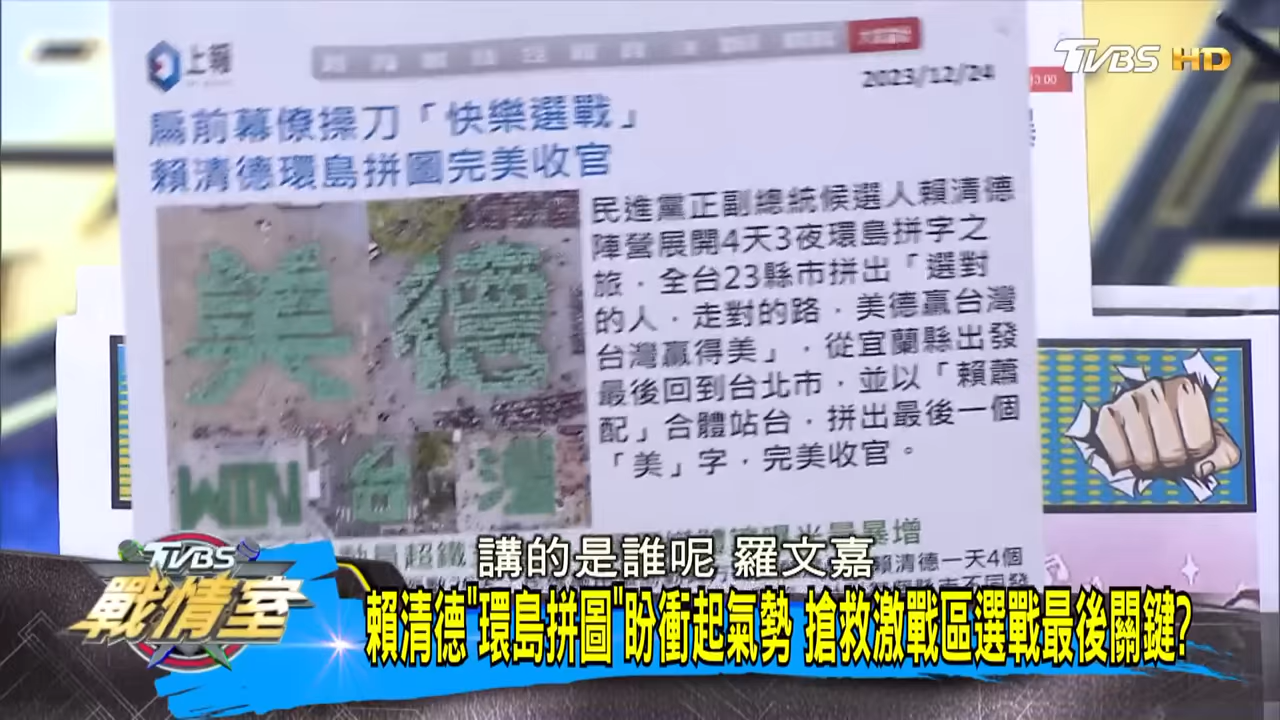 上報
TVBS HD
2023/12/24
扁前幕僚操刀「快樂選戰」
賴清德環島拼圖完美收官
民進黨正副總統候選人賴清德
陣營展開4天3夜環島拼字之
旅．全台23縣市拼出「選對
的人．走對的路．美德贏台灣
台灣贏得美」．從宜蘭縣出發
最後回到台北市．並以「賴蕭
配」合體站台．拼出最後一個
「美」字．完美收官。
美 德
WIN 台 灣
賴清德一天4個
講的是誰呢 羅文嘉
TVBS
戰情室
賴清德"環島拼圖"盼衝起氣勢 搶救激戰區選戰最後關鍵?